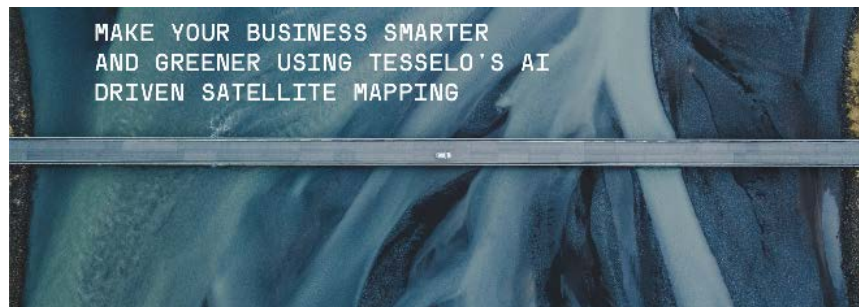 MAKE YOUR BUSINESS SMARTER
AND GREENER USING TESSELO'S AI
DRIVEN SATELLITE MAPPING